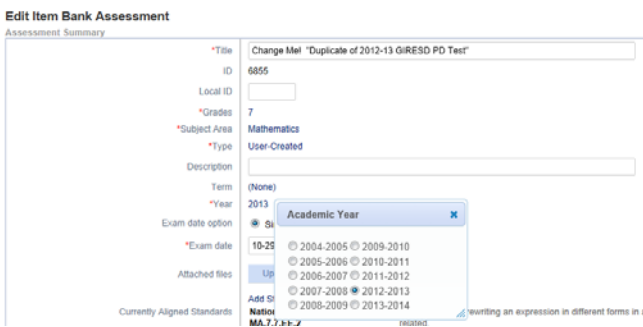 Edit Item Bank Assessment
Assessment Summary
*Title Change Me! "Duplicate of 2012-13 GIRESD PD Test"
ID 6855
Local ID
*Grades 7
*Subject Area Mathematics
*Type User-Created
Description
Term (None)
*Year 2013
Academic Year ×
Exam date option Si
*Exam date 10-29
2004-2005 2009-2010
2005-2006 2010-2011
Attached files Up
2006-2007 2011-2012
2007-2008 2012-2013
Add St
2008-2009 2013-2014
Currently Aligned Standards Nation ewriting an expression in different forms in
MA.7.7.EE.2 related